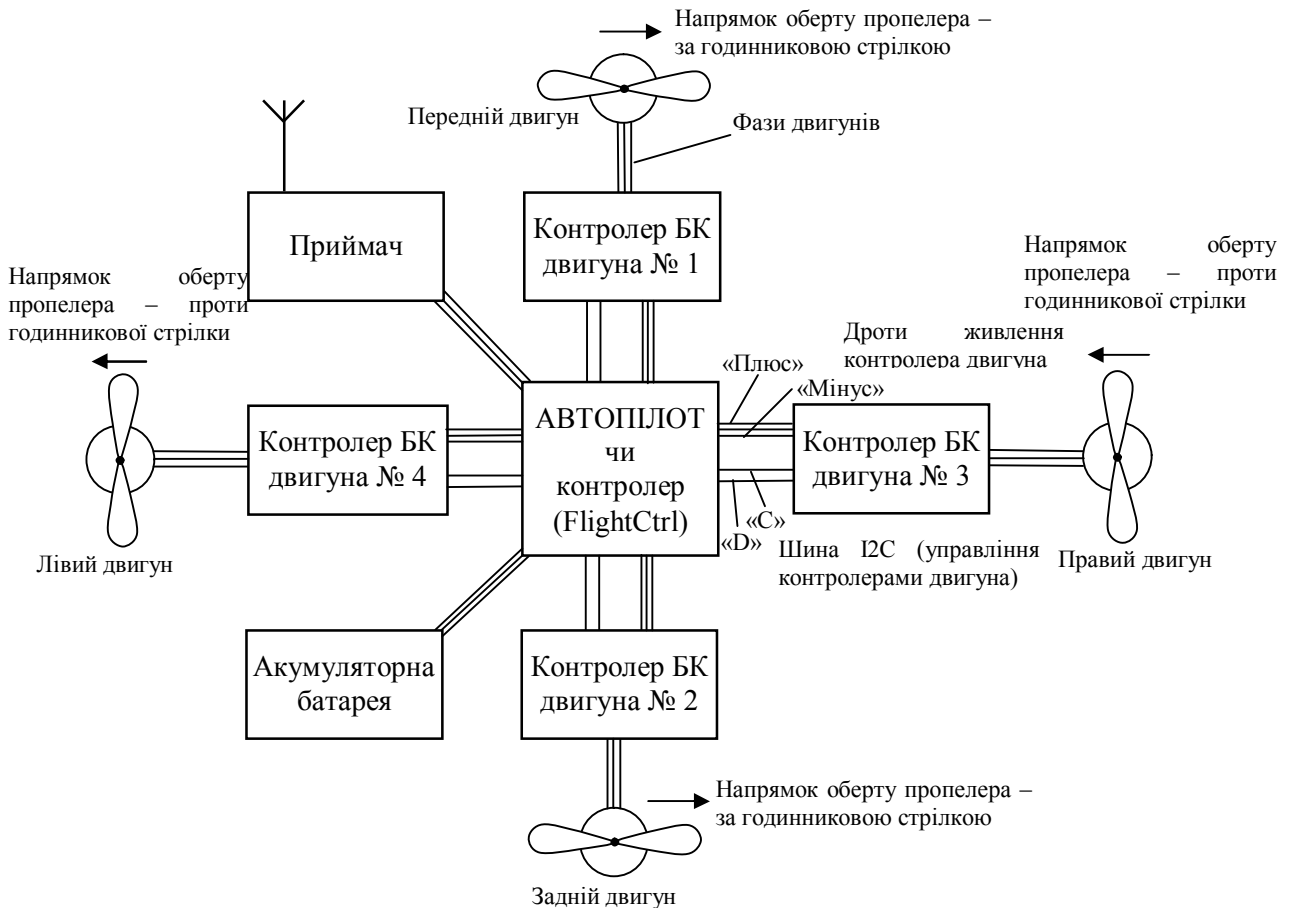 Напрямок оберту пропелера –
за годинниковою стрілкою
Передній двигун
Фази двигунів
Приймач
Контролер БК
двигуна № 1
Напрямок оберту
пропелера – проти
годинникової стрілки
Напрямок оберту
пропелера – проти
годинникової стрілки
Дроти живлення
контролера двигуна
«Плюс»
«Мінус»
АВТОПІЛОТ
чи
контролер
(FlightCtrl)
Контролер БК
двигуна № 4
Контролер БК
двигуна № 3
«C»
«D»
Шина I2C (управління
контролерами двигуна)
Лівий двигун
Правий двигун
Акумуляторна
батарея
Контролер БК
двигуна № 2
Напрямок оберту пропелера –
за годинниковою стрілкою
Задній двигун